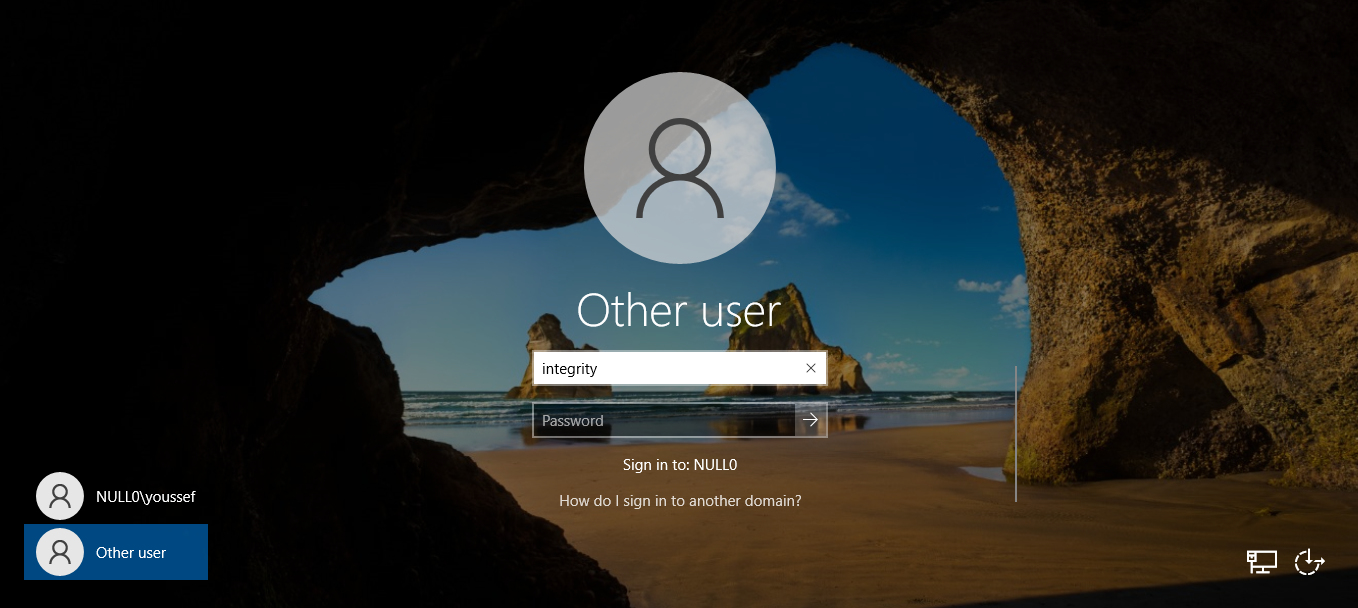 Other user
integrity
Password
Sign in to: NULL0
How do I sign in to another domain?
NULL0\youssef
Other user